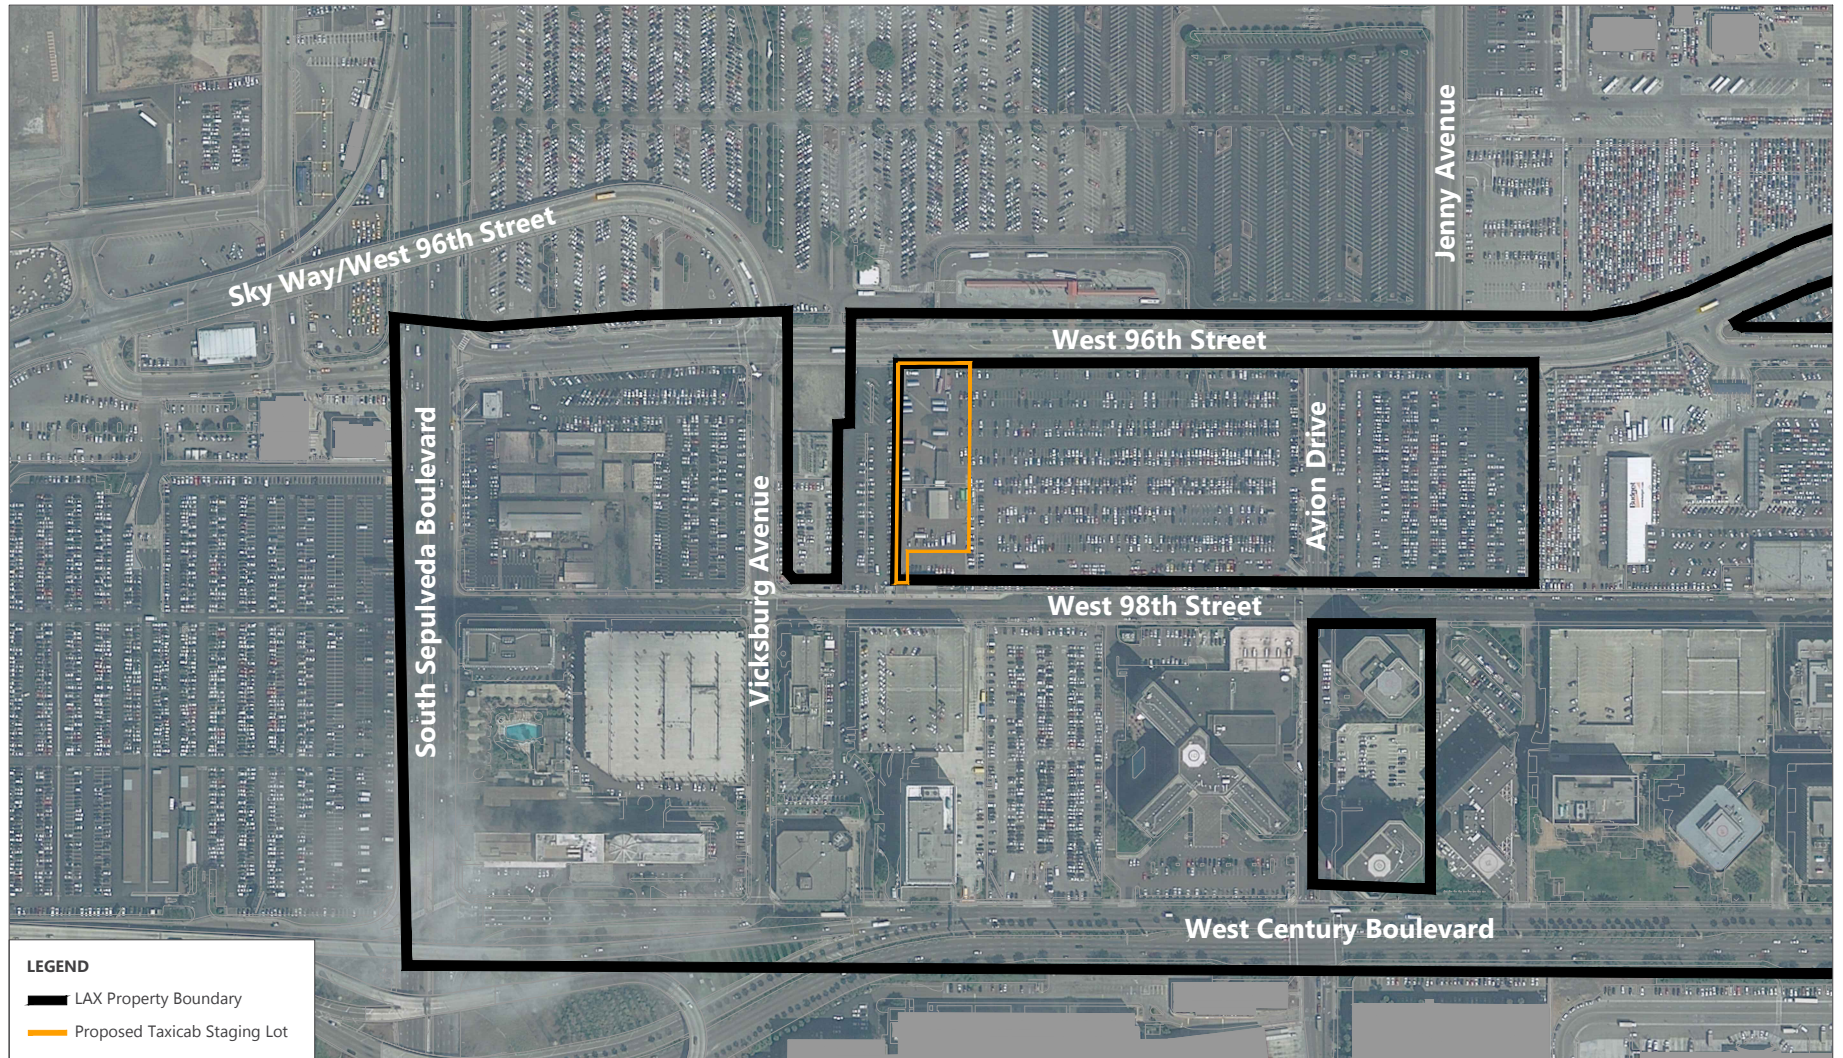 Jenny Avenue
Sky Way/West 96th Street
West 96th Street
South Sepulveda Boulevard
Vicksburg Avenue
Avion Drive
Budget
West 98th Street
West Century Boulevard
LEGEND
LAX Property Boundary
Proposed Taxicab Staging Lot